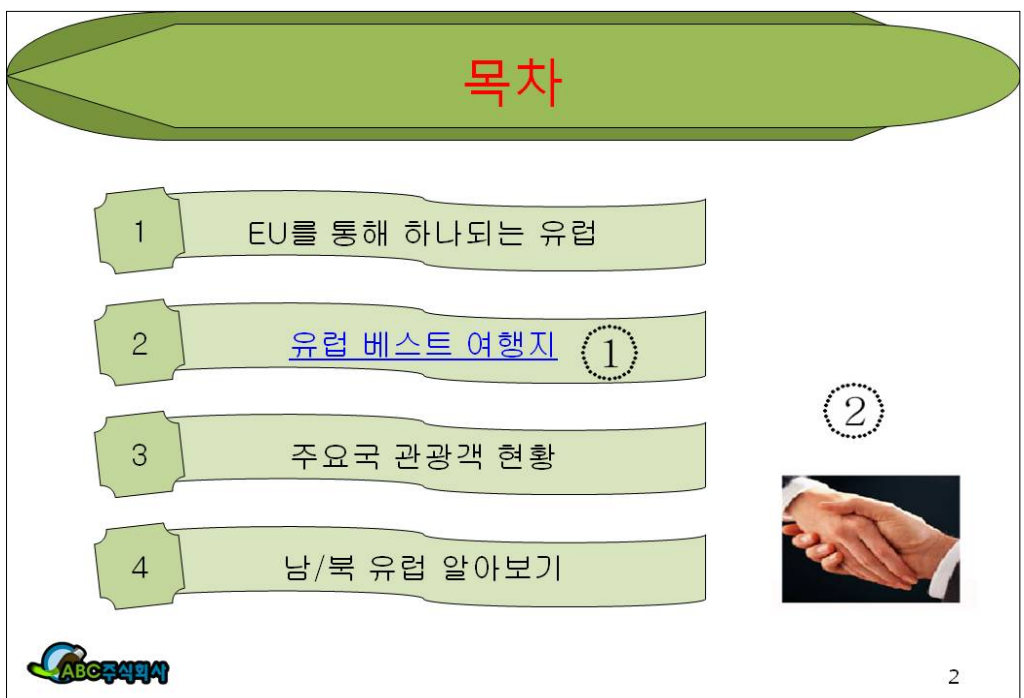 목차
1 EU를 통해 하나되는 유럽
2 유럽 베스트 여행지 ①
②
3 주요국 관광객 현황
4 남/북 유럽 알아보기
ABC주식회사
2